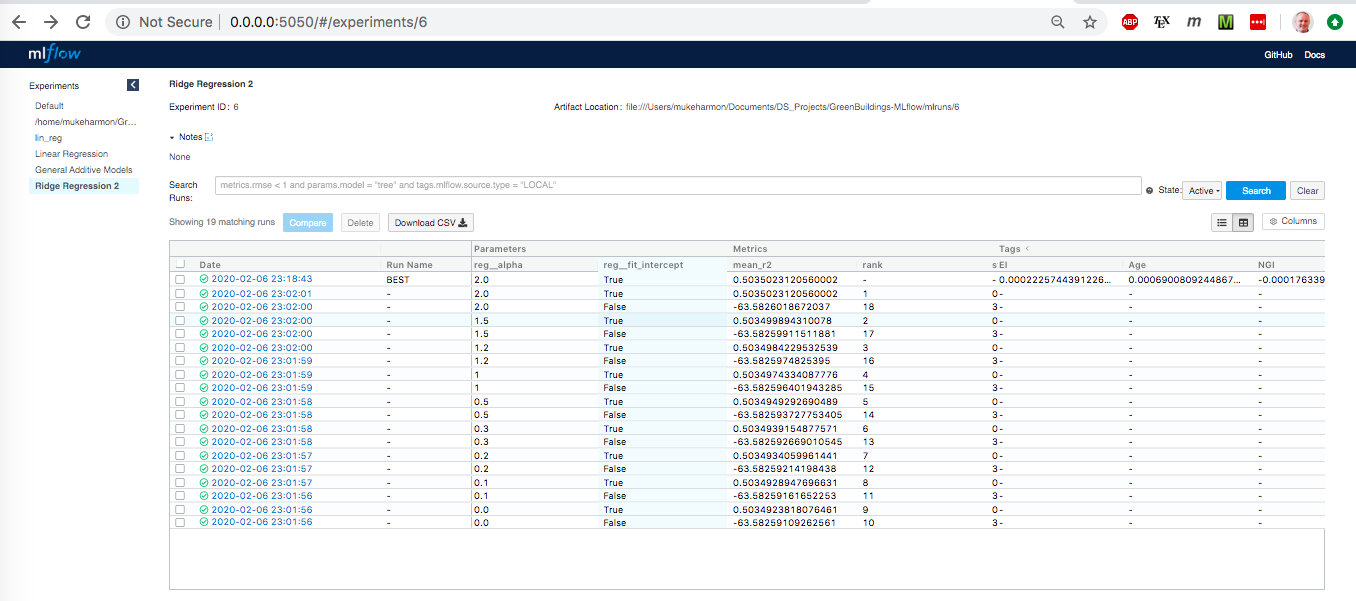 Not Secure | 0.0.0.0:5050/#/experiments/6
ABP TEX m M
mlflow GitHub Docs
Experiments
Default
/home/mukeharmon/Gr...
lin_reg
Linear Regression
General Additive Models
Ridge Regression 2
Ridge Regression 2
Experiment ID: 6 Artifact Location: file:///Users/mukeharmon/Documents/DS_Projects/GreenBuildings-MLflow/mlruns/6
Notes
None
Search Runs: metrics.rmse < 1 and params.model = "tree" and tags.mlflow.source.type = "LOCAL" State: Active Search Clear
Showing 19 matching runs Compare Delete Download CSV Columns
Parameters Metrics Tags <
Date Run Name reg__alpha reg__fit_intercept mean_r2 rank s EI Age NGI
2020-02-06 23:18:43 BEST 2.0 True 0.5035023120560002 - - 0.0002225744391226... 0.0006900809244867... -0.000176339
2020-02-06 23:02:01 - 2.0 True 0.5035023120560002 1 0 - - -
2020-02-06 23:02:00 - 2.0 False -63.5826018672037 18 3 - - -
2020-02-06 23:02:00 - 1.5 True 0.503499894310078 2 0 - - -
2020-02-06 23:02:00 - 1.5 False -63.58259911511881 17 3 - - -
2020-02-06 23:02:00 - 1.2 True 0.5034984229532539 3 0 - - -
2020-02-06 23:01:59 - 1.2 False -63.5825974825395 16 3 - - -
2020-02-06 23:01:59 - 1 True 0.5034974334087776 4 0 - - -
2020-02-06 23:01:59 - 1 False -63.582596401943285 15 3 - - -
2020-02-06 23:01:58 - 0.5 True 0.5034949292690489 5 0 - - -
2020-02-06 23:01:58 - 0.5 False -63.582593727753405 14 3 - - -
2020-02-06 23:01:58 - 0.3 True 0.5034939154877571 6 0 - - -
2020-02-06 23:01:58 - 0.3 False -63.582592669010545 13 3 - - -
2020-02-06 23:01:57 - 0.2 True 0.5034934059961441 7 0 - - -
2020-02-06 23:01:57 - 0.2 False -63.58259214198438 12 3 - - -
2020-02-06 23:01:57 - 0.1 True 0.5034928947696631 8 0 - - -
2020-02-06 23:01:56 - 0.1 False -63.58259161652253 11 3 - - -
2020-02-06 23:01:56 - 0.0 True 0.5034923818076461 9 0 - - -
2020-02-06 23:01:56 - 0.0 False -63.58259109262561 10 3 - - -